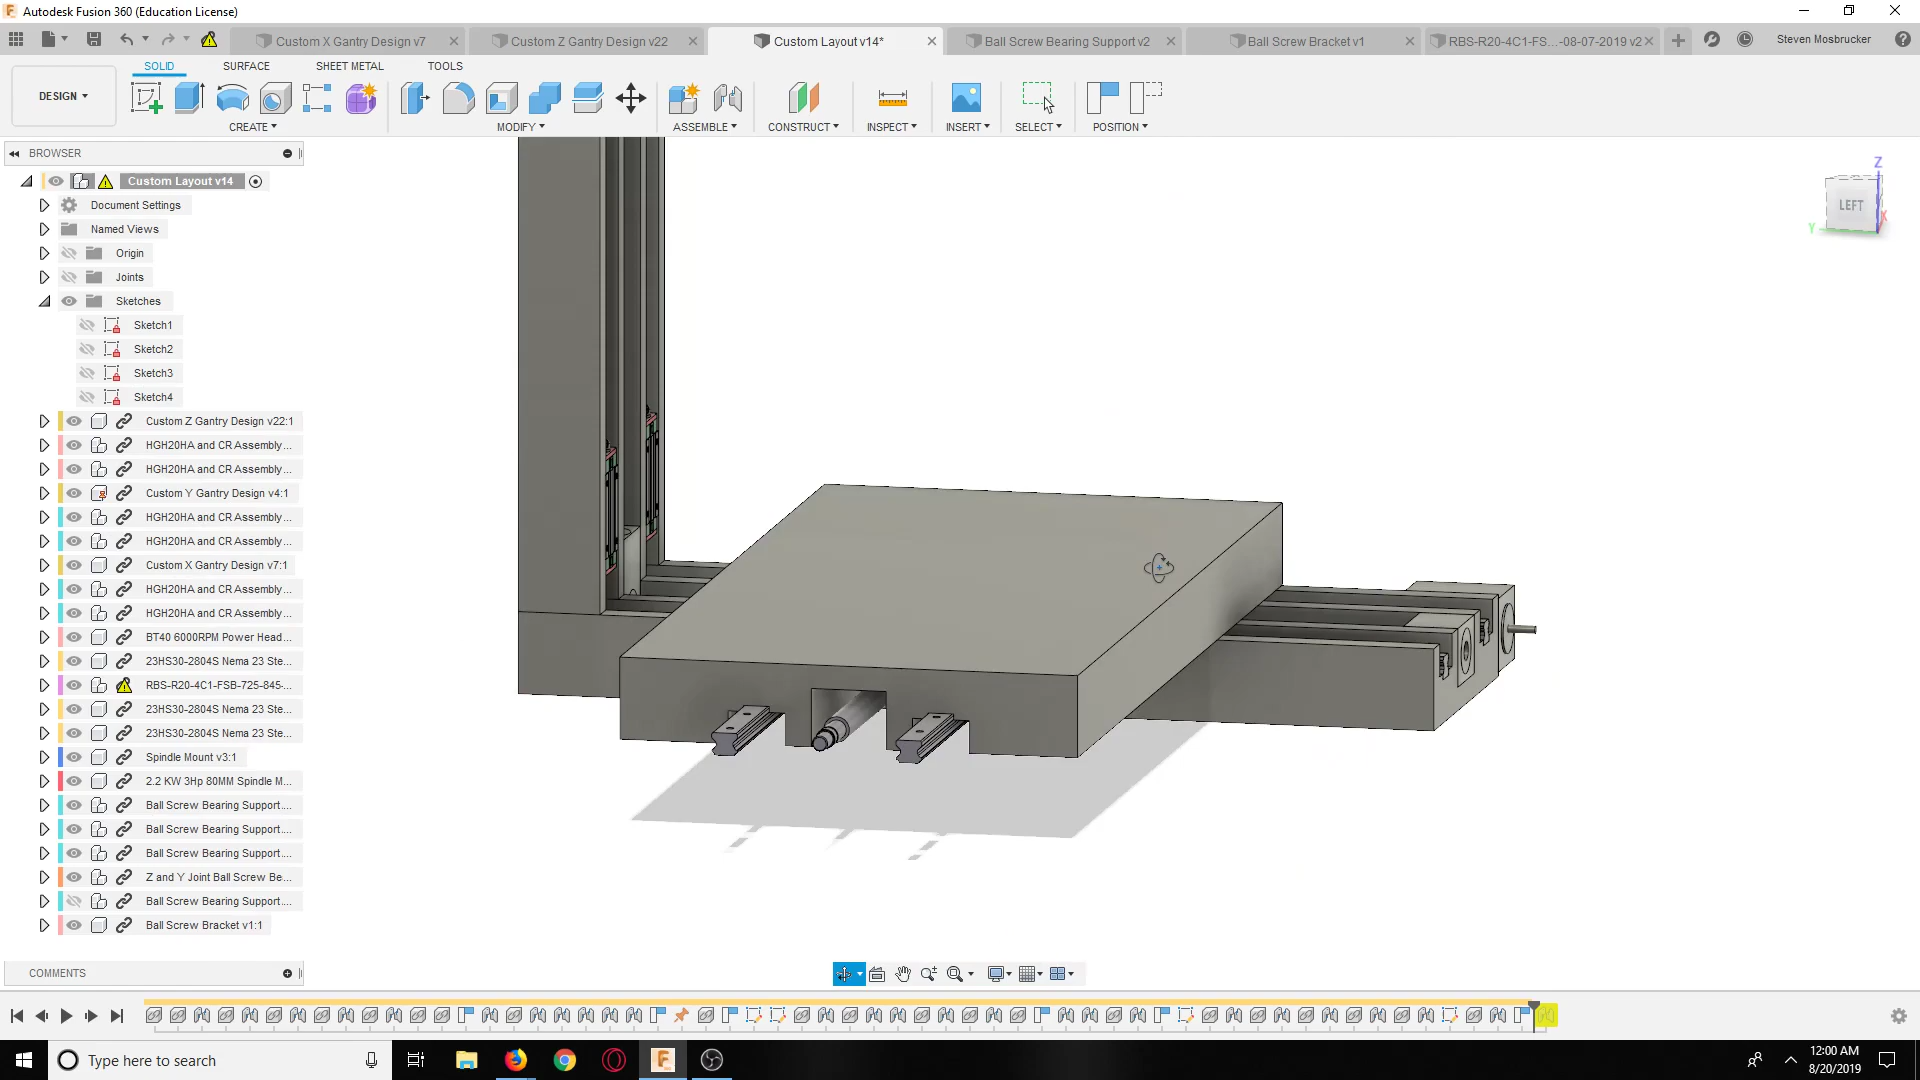 Autodesk Fusion 360 (Education License)
Custom X Gantry Design v7
Custom Z Gantry Design v22
Custom Layout v14*
Ball Screw Bearing Support v2
Ball Screw Bracket v1
RBS-R20-4C1-FS...-08-07-2019 v2
Steven Mosbrucker
SOLID
SURFACE
SHEET METAL
TOOLS
DESIGN
CREATE
MODIFY
ASSEMBLE
CONSTRUCT
INSPECT
INSERT
SELECT
POSITION
BROWSER
Custom Layout v14
Document Settings
Named Views
Origin
Joints
Sketches
Sketch1
Sketch2
Sketch3
Sketch4
Custom Z Gantry Design v22:1
HGH20HA and CR Assembly...
HGH20HA and CR Assembly...
Custom Y Gantry Design v4:1
HGH20HA and CR Assembly...
HGH20HA and CR Assembly...
Custom X Gantry Design v7:1
HGH20HA and CR Assembly...
HGH20HA and CR Assembly...
BT40 6000RPM Power Head...
23HS30-2804S Nema 23 Ste...
RBS-R20-4C1-FSB-725-845-...
23HS30-2804S Nema 23 Ste...
23HS30-2804S Nema 23 Ste...
Spindle Mount v3:1
2.2 KW 3Hp 80MM Spindle M...
Ball Screw Bearing Support....
Ball Screw Bearing Support....
Ball Screw Bearing Support....
Z and Y Joint Ball Screw Be...
Ball Screw Bearing Support....
Ball Screw Bracket v1:1
COMMENTS
Z
LEFT
X
Y
Type here to search
12:00 AM
8/20/2019